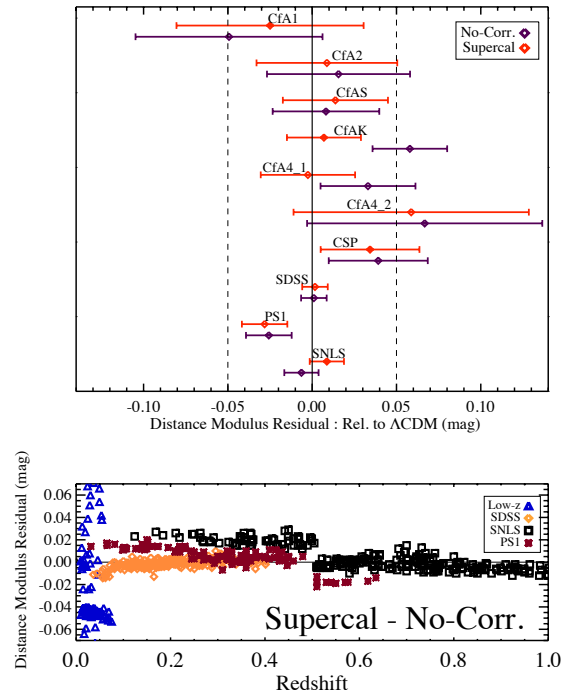 CfA1
No-Corr.
Supercal
CfA2
CfAS
CfAK
CfA4_1
CfA4_2
CSP
SDSS
PS1
SNLS
-0.10 -0.05 0.00 0.05 0.10
Distance Modulus Residual : Rel. to ΛCDM (mag)
Distance Modulus Residual (mag)
0.06
0.04
0.02
0.00
-0.02
-0.04
-0.06
Low-z
SDSS
SNLS
PS1
Supercal - No-Corr.
0.0 0.2 0.4 0.6 0.8 1.0
Redshift